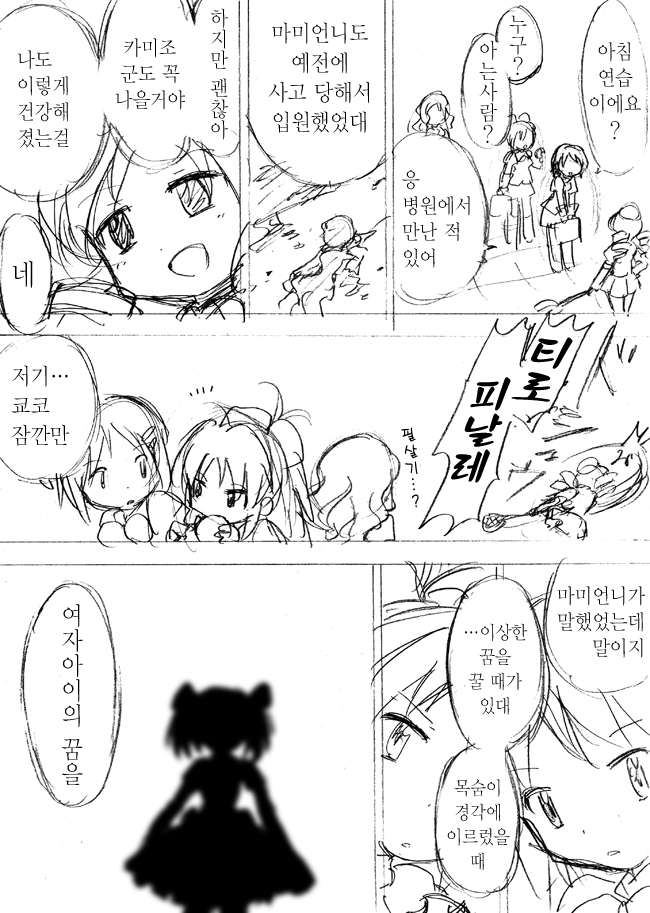 아침
연습
이에요
?
누구?
아는사람?
응
병원에서
만난 적
있어
마미언니도
예전에
사고 당해서
입원했었대
하지만 괜찮아
카미조
군도 꼭
나을거야
나도
이렇게
건강해
졌는걸
네
티로
피날레
필살기…?
저기…
쿄코
잠깐만
마미언니가
말했었는데
말이지
…이상한
꿈을
꿀 때가
있대
목숨이
경각에
이르렀을
때
여자아이의 꿈을